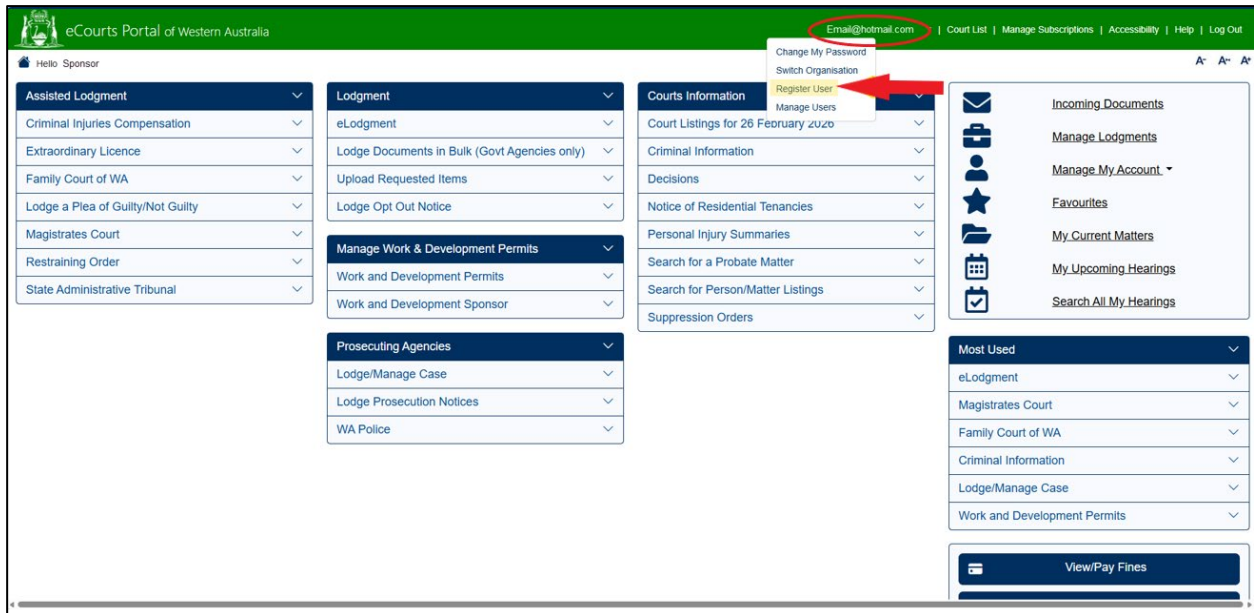 eCourts Portal of Western Australia
Email@hotmail.com | Court List | Manage Subscriptions | Accessibility | Help | Log Out
Change My Password
Switch Organisation
Register User
Manage Users
Hello Sponsor
A- A A+
Assisted Lodgment
Criminal Injuries Compensation
Extraordinary Licence
Family Court of WA
Lodge a Plea of Guilty/Not Guilty
Magistrates Court
Restraining Order
State Administrative Tribunal
Lodgment
eLodgment
Lodge Documents in Bulk (Govt Agencies only)
Upload Requested Items
Lodge Opt Out Notice
Manage Work & Development Permits
Work and Development Permits
Work and Development Sponsor
Prosecuting Agencies
Lodge/Manage Case
Lodge Prosecution Notices
WA Police
Courts Information
Court Listings for 26 February 2026
Criminal Information
Decisions
Notice of Residential Tenancies
Personal Injury Summaries
Search for a Probate Matter
Search for Person/Matter Listings
Suppression Orders
Incoming Documents
Manage Lodgments
Manage My Account
Favourites
My Current Matters
My Upcoming Hearings
Search All My Hearings
Most Used
eLodgment
Magistrates Court
Family Court of WA
Criminal Information
Lodge/Manage Case
Work and Development Permits
View/Pay Fines